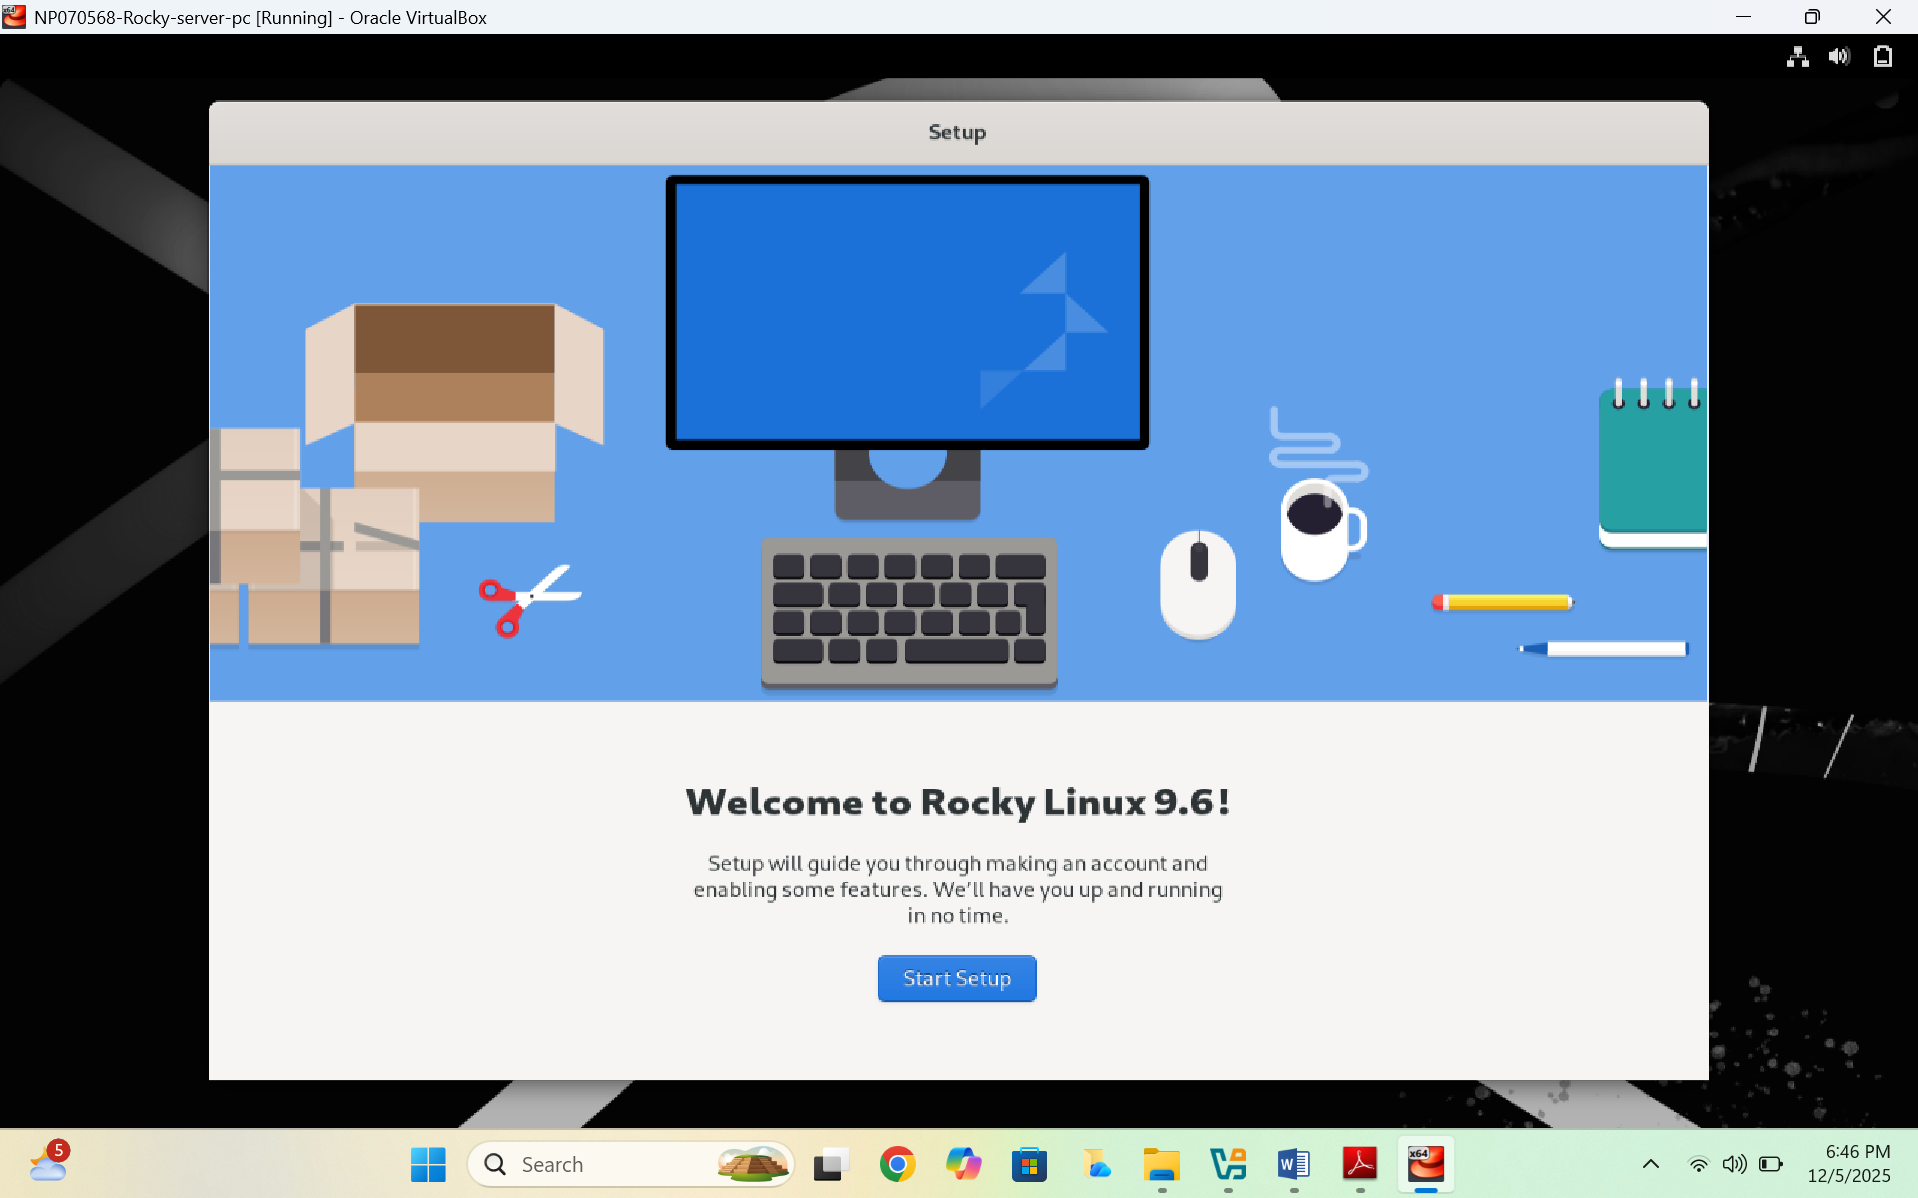 NP070568-Rocky-server-pc [Running] - Oracle VirtualBox
Setup
Welcome to Rocky Linux 9.6!
Setup will guide you through making an account and
enabling some features. We'll have you up and running
in no time.
Start Setup
5
Search
x64
6:46 PM
12/5/2025